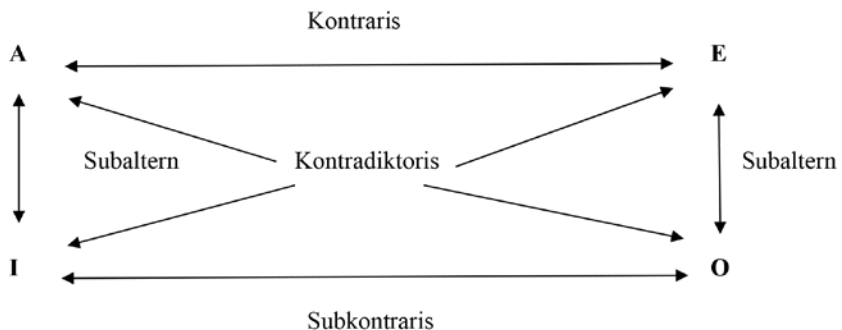 Kontraris
A E
Subaltern Kontradiktoris Subaltern
I O
Subkontraris